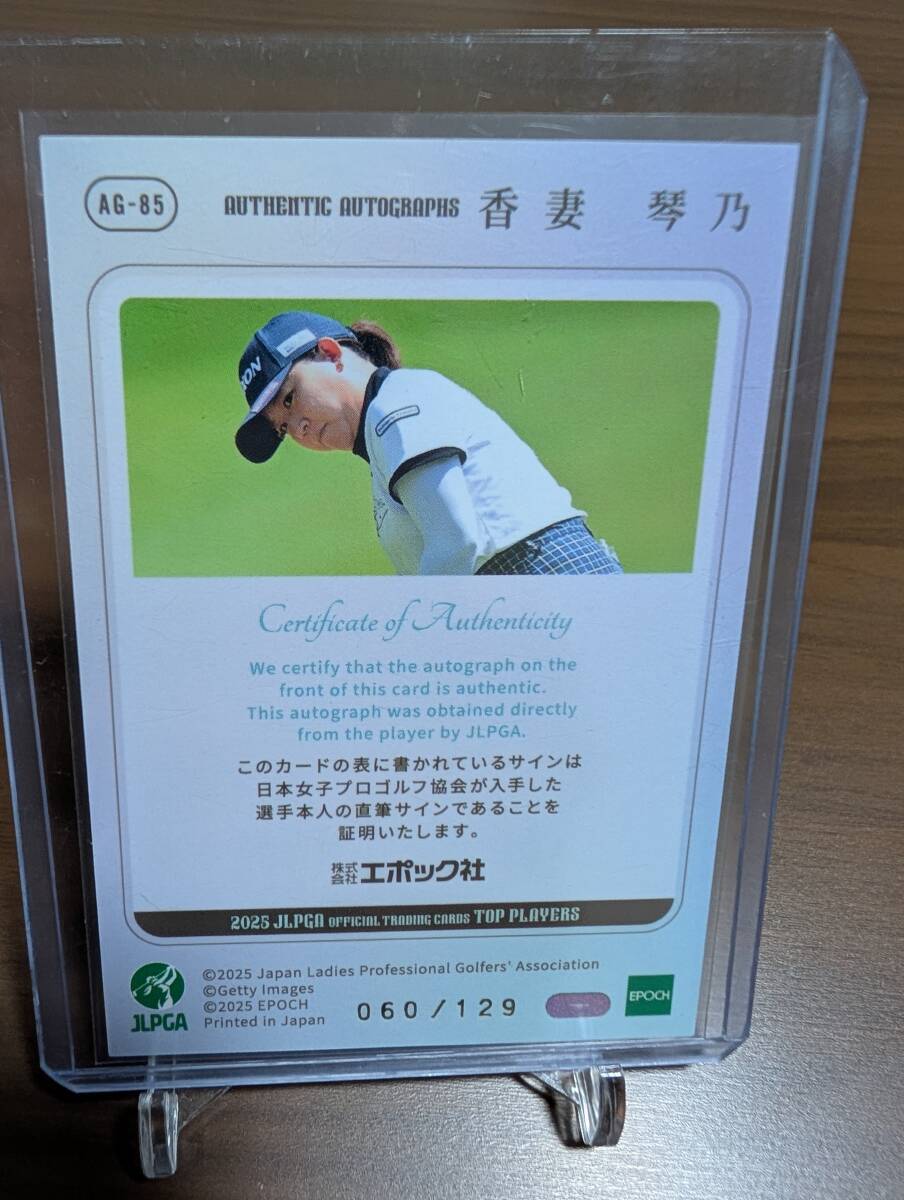 AG-85
AUTHENTIC AUTOGRAPHS 香妻 琴乃
XON
Certificate of Authenticity
We certify that the autograph on the
front of this card is authentic.
This autograph was obtained directly
from the player by JLPGA.
このカードの表に書かれているサインは
日本女子プロゴルフ協会が入手した
選手本人の直筆サインであることを
証明いたします。
株式会社エポック社
2025 JLPGA OFFICIAL TRADING CARDS TOP PLAYERS
©2025 Japan Ladies Professional Golfers' Association
©Getty Images
©2025 EPOCH
Printed in Japan
JLPGA
060/129
EPOCH